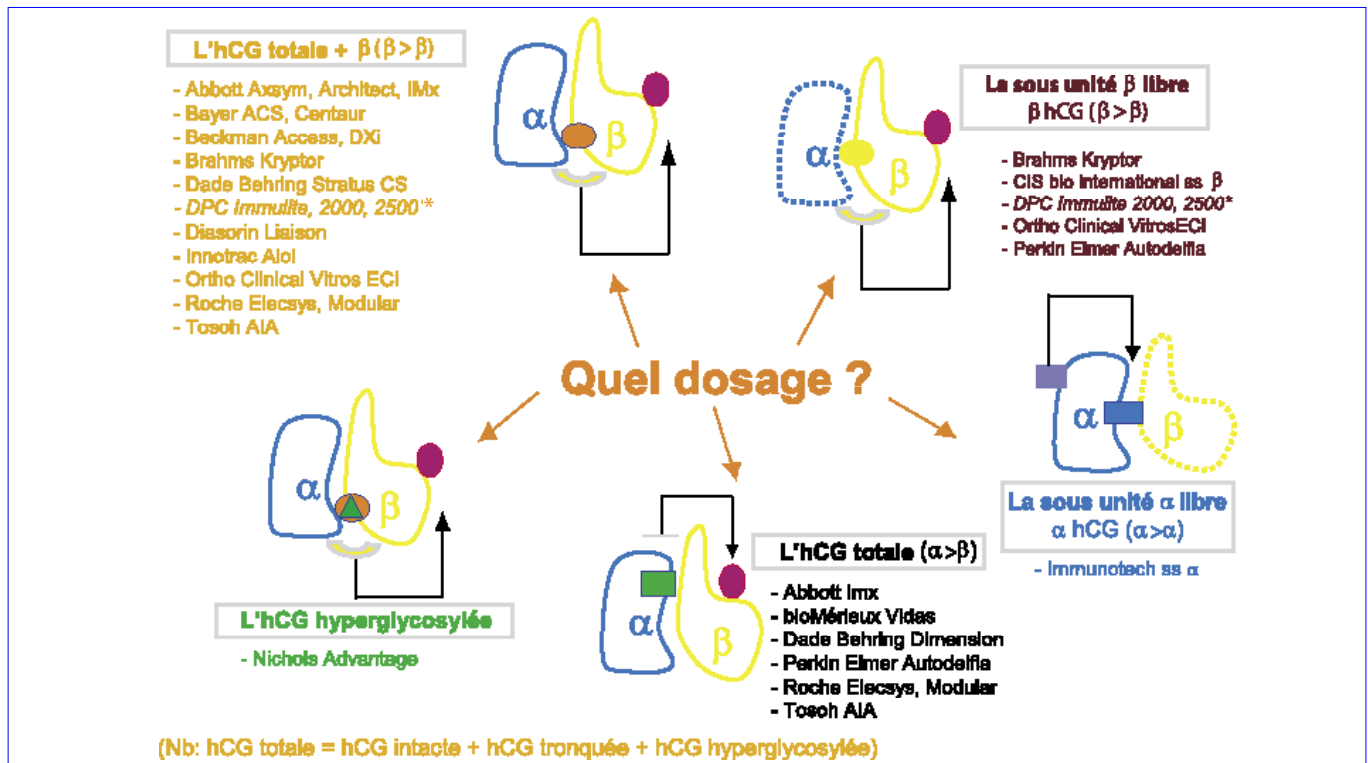 L'hCG totale + β (β > β)
- Abbott Axsym, Architect, IMx
- Bayer ACS, Centaur
- Beckman Access, DXi
- Brahms Kryptor
- Dade Behring Stratus CS
- DPC Immulite, 2000, 2500*
- Diasorin Liaison
- Innotrac Aiol
- Ortho Clinical Vitros ECI
- Roche Elecsys, Modular
- Tosoh AIA
α
β
α
β
La sous unité β libre
β hCG (β > β)
- Brahms Kryptor
- CIS bio international ss β
- DPC Immulite 2000, 2500*
- Ortho Clinical VitrosECI
- Perkin Elmer Autodelfia
Quel dosage ?
α
β
La sous unité α libre
α hCG (α>α)
- Immunotech ss α
α
β
L'hCG hyperglycosylée
- Nichols Advantage
α
β
L'hCG totale (α>β)
- Abbott Imx
- bioMérieux Vidas
- Dade Behring Dimension
- Perkin Elmer Autodelfia
- Roche Elecsys, Modular
- Tosoh AIA
(Nb: hCG totale = hCG intacte + hCG tronquée + hCG hyperglycosylée)